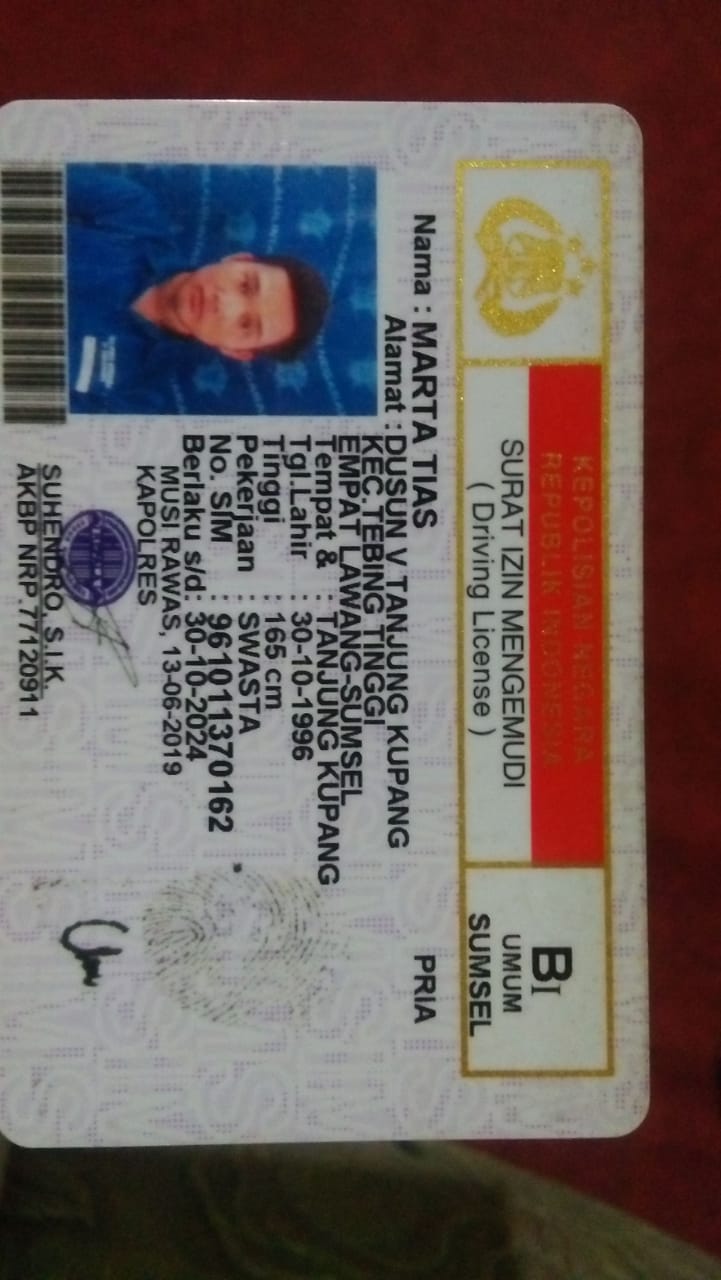 KEPOLISIAN NEGARA
REPUBLIK INDONESIA
SURAT IZIN MENGEMUDI
( Driving License )
BI
UMUM
SUMSEL
Nama : MARTA TIAS
PRIA
Alamat : DUSUN V TANJUNG KUPANG
KEC.TEBING TINGGI
EMPAT LAWANG-SUMSEL
Tempat & : TANJUNG KUPANG
Tgl.Lahir : 30-10-1996
Tinggi : 165 cm
Pekerjaan : SWASTA
No. SIM : 961011370162
Berlaku s/d: 30-10-2024
MUSI RAWAS, 13-06-2019
KAPOLRES
SUHENDRO, S.I.K.
AKBP NRP.77120911